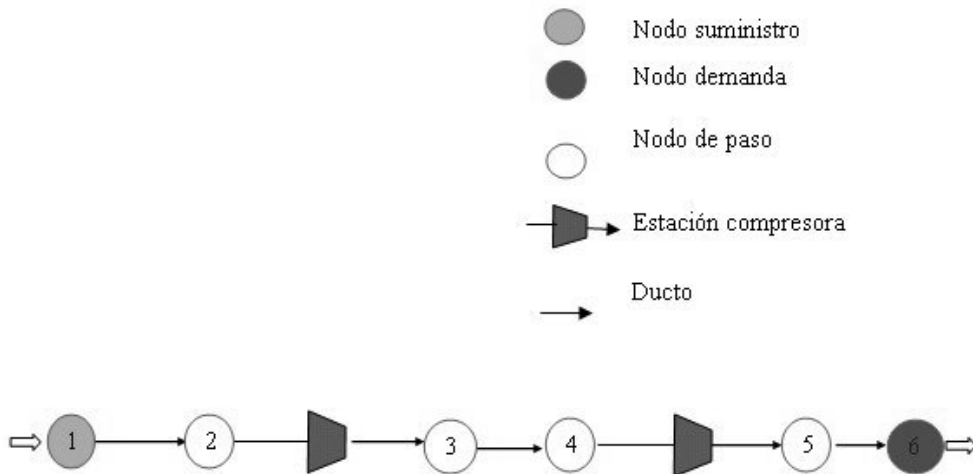 Nodo suministro
Nodo demanda
Nodo de paso
Estación compresora
Ducto
1 2 3 4 5 6